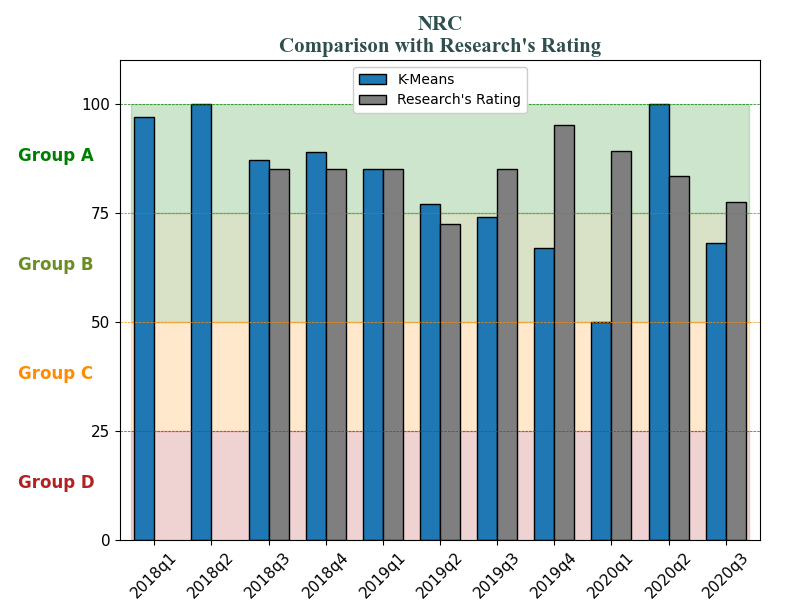 NRC
Comparison with Research's Rating
K-Means
Research's Rating
100
Group A
75
Group B
50
Group C
25
Group D
0
2018q1
2018q2
2018q3
2018q4
2019q1
2019q2
2019q3
2019q4
2020q1
2020q2
2020q3